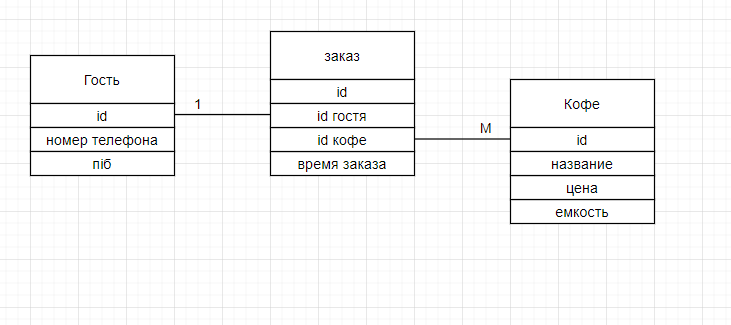 Гость
id
номер телефона
піб
1
заказ
id
id гостя
id кофе
время заказа
М
Кофе
id
название
цена
емкость